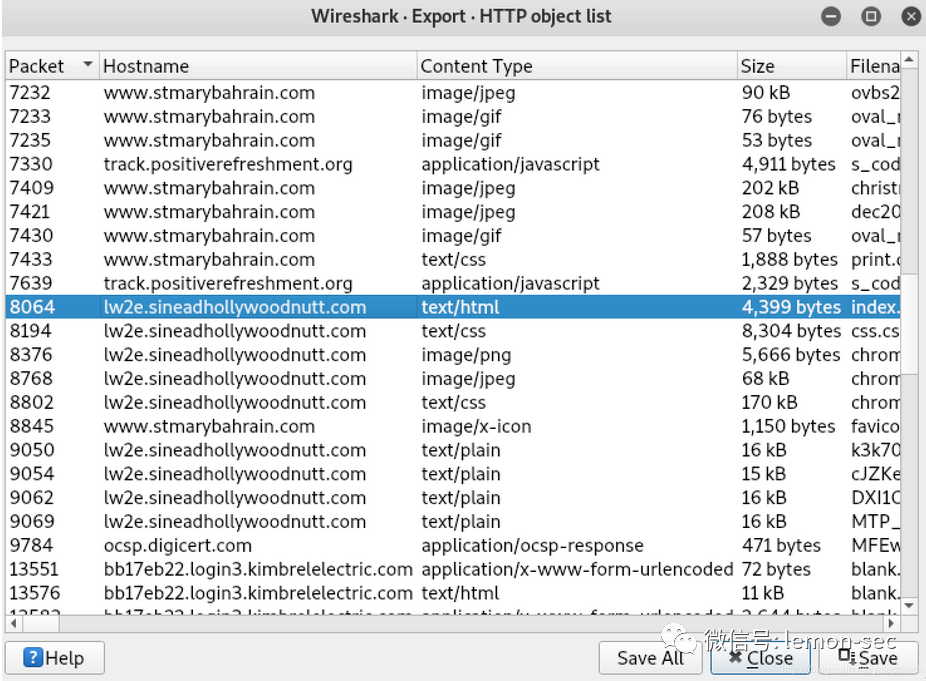 Wireshark · Export · HTTP object list
Packet Hostname Content Type Size Filena
7232 www.stmarybahrain.com image/jpeg 90 kB ovbs2
7233 www.stmarybahrain.com image/gif 76 bytes oval_
7235 www.stmarybahrain.com image/gif 53 bytes oval_
7330 track.positiverefreshment.org application/javascript 4,911 bytes s_cod
7409 www.stmarybahrain.com image/jpeg 202 kB christ
7421 www.stmarybahrain.com image/jpeg 208 kB dec20
7430 www.stmarybahrain.com image/gif 57 bytes oval_
7433 www.stmarybahrain.com text/css 1,888 bytes print.
7639 track.positiverefreshment.org application/javascript 2,329 bytes s_cod
8064 lw2e.sineadhollywoodnutt.com text/html 4,399 bytes index.
8194 lw2e.sineadhollywoodnutt.com text/css 8,304 bytes css.cs
8376 lw2e.sineadhollywoodnutt.com image/png 5,666 bytes chrom
8768 lw2e.sineadhollywoodnutt.com image/jpeg 68 kB chrom
8802 lw2e.sineadhollywoodnutt.com text/css 170 kB chrom
8845 www.stmarybahrain.com image/x-icon 1,150 bytes favico
9050 lw2e.sineadhollywoodnutt.com text/plain 16 kB k3k70
9054 lw2e.sineadhollywoodnutt.com text/plain 15 kB cJZKe
9062 lw2e.sineadhollywoodnutt.com text/plain 16 kB DXI1
9069 lw2e.sineadhollywoodnutt.com text/plain 16 kB MTP_
9784 ocsp.digicert.com application/ocsp-response 471 bytes MFEw
13551 bb17eb22.login3.kimbrelelectric.com application/x-www-form-urlencoded 72 bytes blank.
13576 bb17eb22.login3.kimbrelelectric.com text/html 11 kB blank.
Help Save All Close Save
微信号: lemon-sec